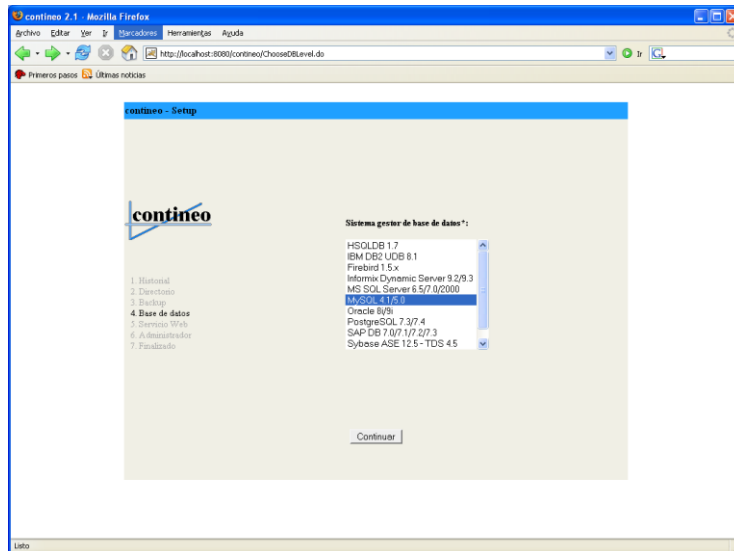 contineo 2.1 - Mozilla Firefox
Archivo Editar Ver Ir Marcadores Herramientas Ayuda
http://localhost:8080/contineo/ChooseDBLevel.do
Ir
G
Primeros pasos Últimas noticias
contineo - Setup
contineo
Sistema gestor de base de datos*:
HSQLDB 1.7
IBM DB2 UDB 8.1
Firebird 1.5.x
Informix Dynamic Server 9.2/9.3
MS SQL Server 6.5/7.0/2000
MySQL 4.1/5.0
Oracle 8i/9i
PostgreSQL 7.3/7.4
SAP DB 7.0/7.1/7.2/7.3
Sybase ASE 12.5 - TDS 4.5
1. Historial
2. Directorio
3. Backup
4. Base de datos
5. Servicio Web
6. Administrador
7. Finalizado
Continuar
Listo